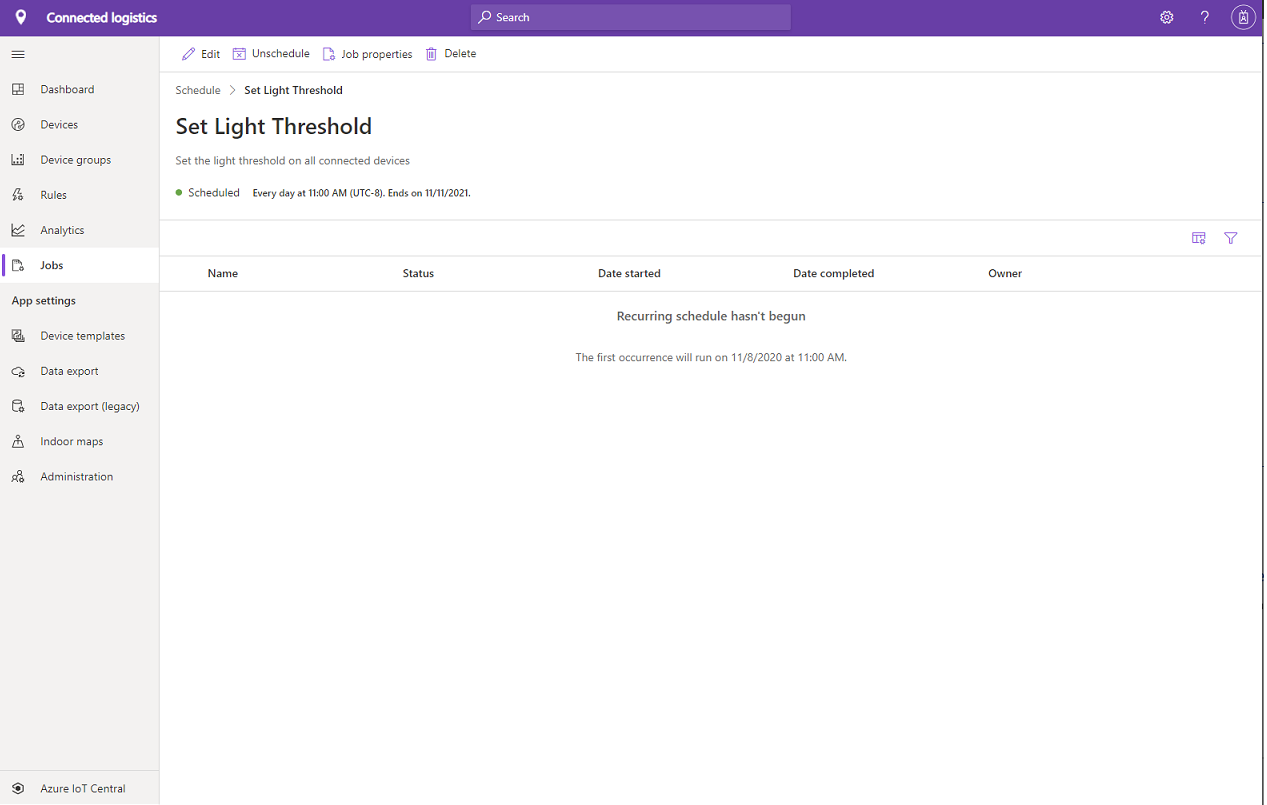 Connected logistics
Search
?
Edit
Unschedule
Job properties
Delete
Dashboard
Devices
Device groups
Rules
Analytics
Jobs
App settings
Device templates
Data export
Data export (legacy)
Indoor maps
Administration
Azure IoT Central
Schedule > Set Light Threshold
Set Light Threshold
Set the light threshold on all connected devices
Scheduled Every day at 11:00 AM (UTC-8). Ends on 11/11/2021.
Name Status Date started Date completed Owner
Recurring schedule hasn't begun
The first occurrence will run on 11/8/2020 at 11:00 AM.